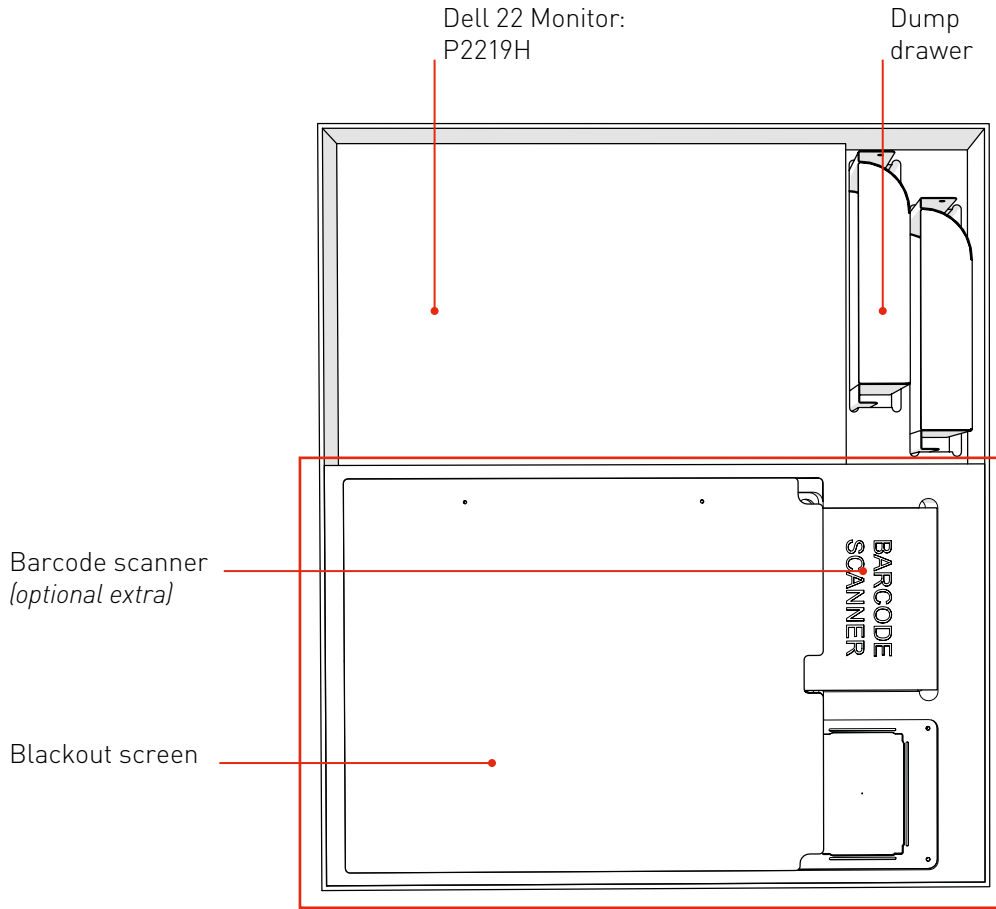 Dell 22 Monitor:
P2219H
Dump
drawer
Barcode scanner
(optional extra)
BARCODE
SCANNER
Blackout screen